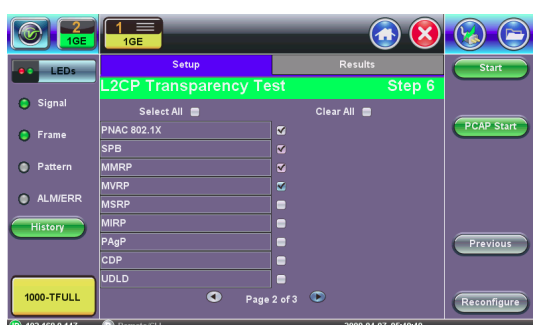 2
1GE
1
1GE
LEDs
Signal
Frame
Pattern
ALM/ERR
History
1000-TFULL
Setup
Results
L2CP Transparency Test
Step 6
Select All
Clear All
PNAC 802.1X
SPB
MMRP
MVRP
MSRP
MIRP
PAgP
CDP
UDLD
Page 2 of 3
Start
PCAP Start
Previous
Reconfigure